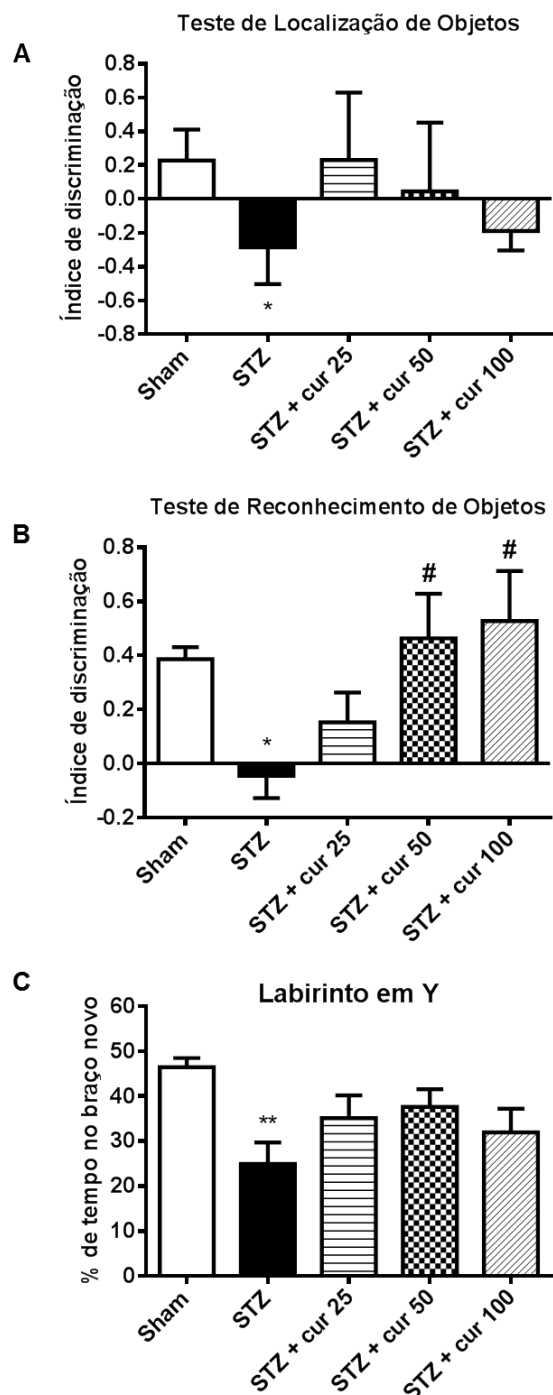 Teste de Localização de Objetos
A
Índice de discriminação
0.8
0.6
0.4
0.2
0.0
-0.2
-0.4
-0.6
-0.8
*
Sham
STZ
STZ + cur 25
STZ + cur 50
STZ + cur 100
Teste de Reconhecimento de Objetos
B
Índice de discriminação
0.8
0.6
0.4
0.2
0.0
-0.2
*
#
#
Sham
STZ
STZ + cur 25
STZ + cur 50
STZ + cur 100
C
Labirinto em Y
% de tempo no braço novo
60
50
40
30
20
10
0
**
Sham
STZ
STZ + cur 25
STZ + cur 50
STZ + cur 100